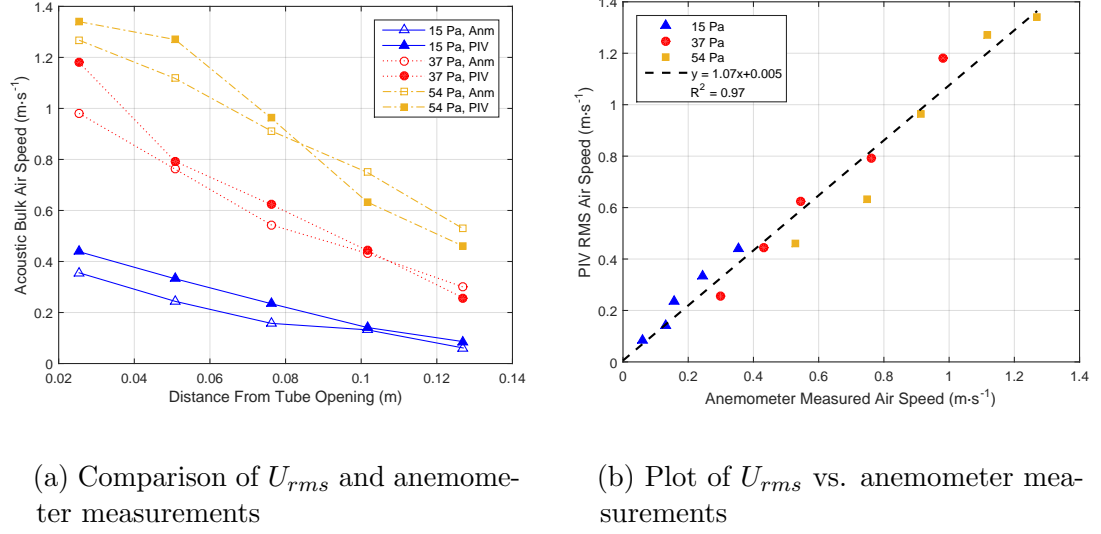 1.4
1.2
1
0.8
0.6
0.4
0.2
0
0.02
0.04
0.06
0.08
0.1
0.12
0.14
Acoustic Bulk Air Speed (m·s⁻¹)
Distance From Tube Opening (m)
15 Pa, Anm
15 Pa, PIV
37 Pa, Anm
37 Pa, PIV
54 Pa, Anm
54 Pa, PIV
(a) Comparison of U_rms and anemome-
ter measurements
1.4
1.2
1
0.8
0.6
0.4
0.2
0
0
0.2
0.4
0.6
0.8
1
1.2
1.4
PIV RMS Air Speed (m·s⁻¹)
Anemometer Measured Air Speed (m·s⁻¹)
15 Pa
37 Pa
54 Pa
y = 1.07x+0.005
R² = 0.97
(b) Plot of U_rms vs. anemometer mea-
surements